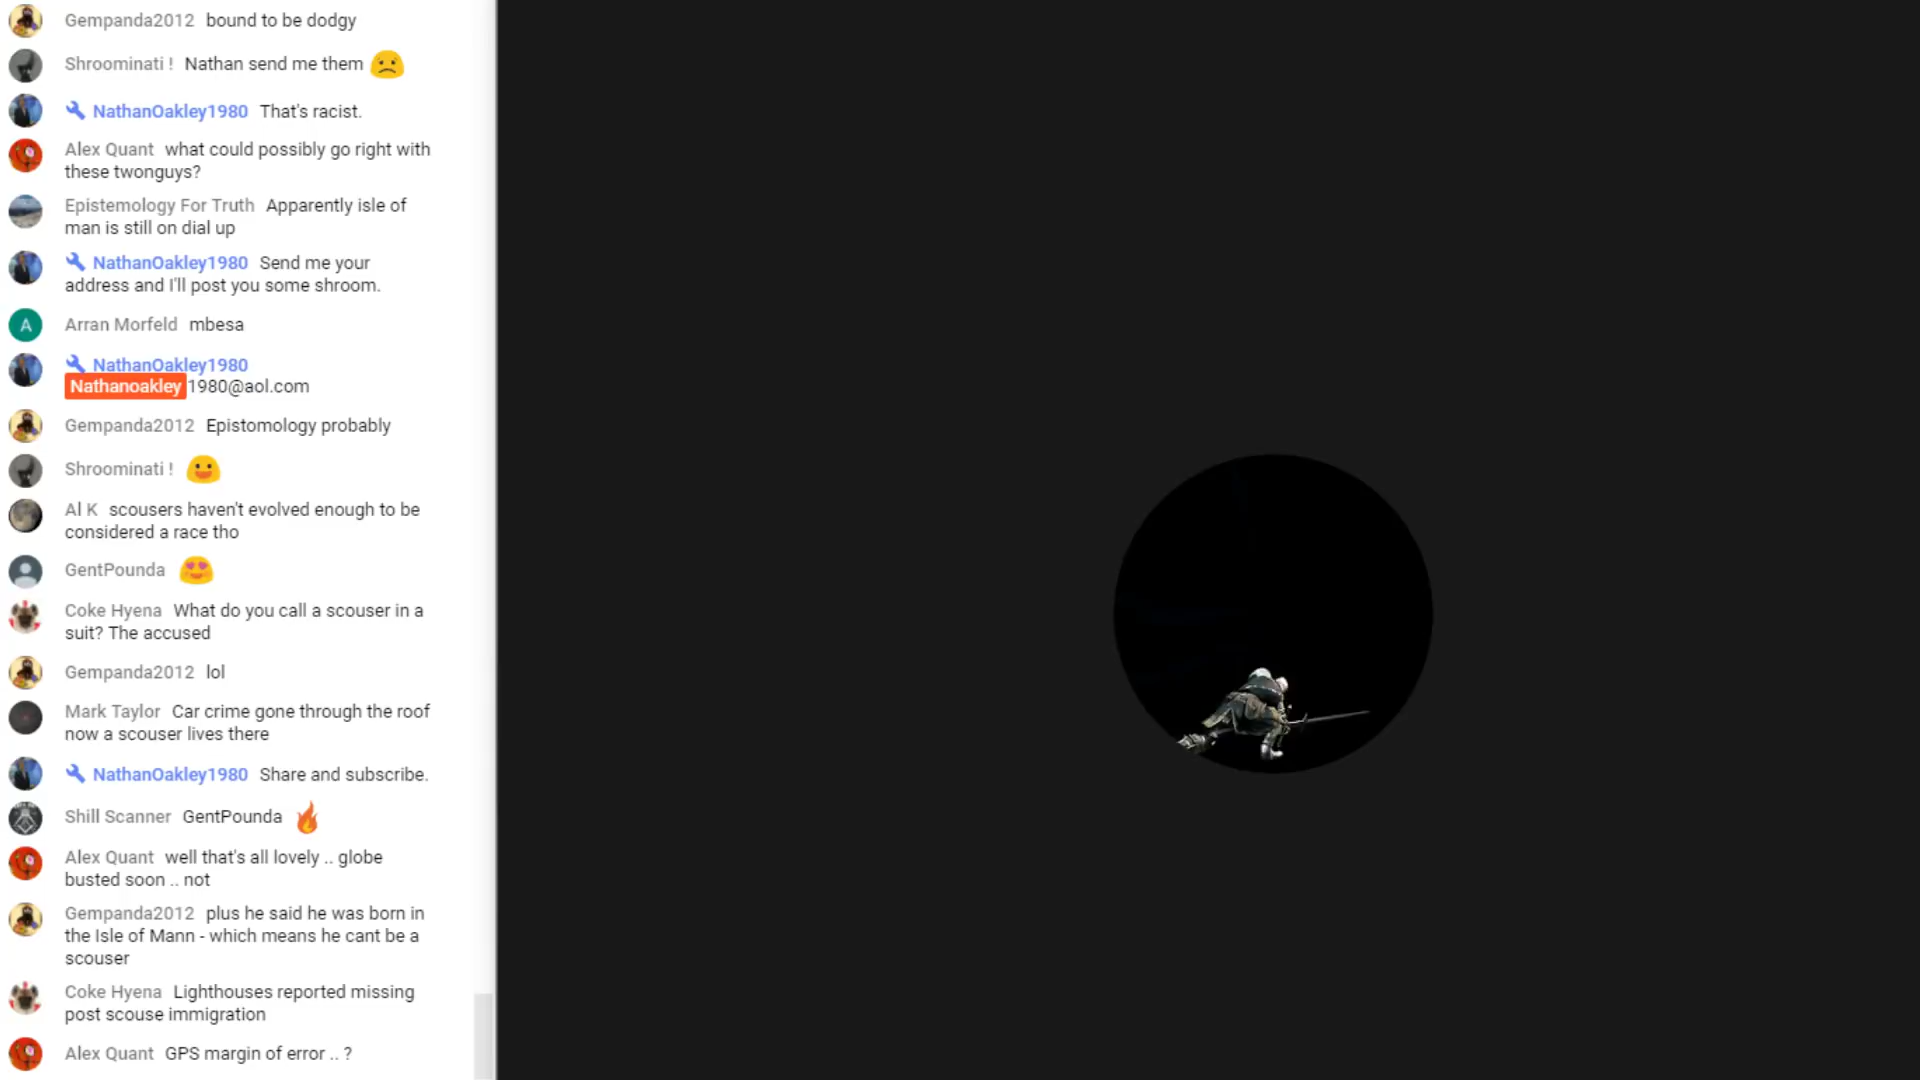 Gempanda2012 bound to be dodgy
Shroominati ! Nathan send me them
NathanOakley1980 That's racist.
Alex Quant what could possibly go right with
these twonguys?
Epistemology For Truth Apparently isle of
man is still on dial up
NathanOakley1980 Send me your
address and I'll post you some shroom.
A
Arran Morfeld mbesa
NathanOakley1980
Nathanoakley 1980@aol.com
Gempanda2012 Epistomology probably
Shroominati !
Al K scousers haven't evolved enough to be
considered a race tho
GentPounda
Coke Hyena What do you call a scouser in a
suit? The accused
Gempanda2012 lol
Mark Taylor Car crime gone through the roof
now a scouser lives there
NathanOakley1980 Share and subscribe.
Shill Scanner GentPounda
Alex Quant well that's all lovely .. globe
busted soon .. not
Gempanda2012 plus he said he was born in
the Isle of Mann - which means he cant be a
scouser
Coke Hyena Lighthouses reported missing
post scouse immigration
Alex Quant GPS margin of error .. ?